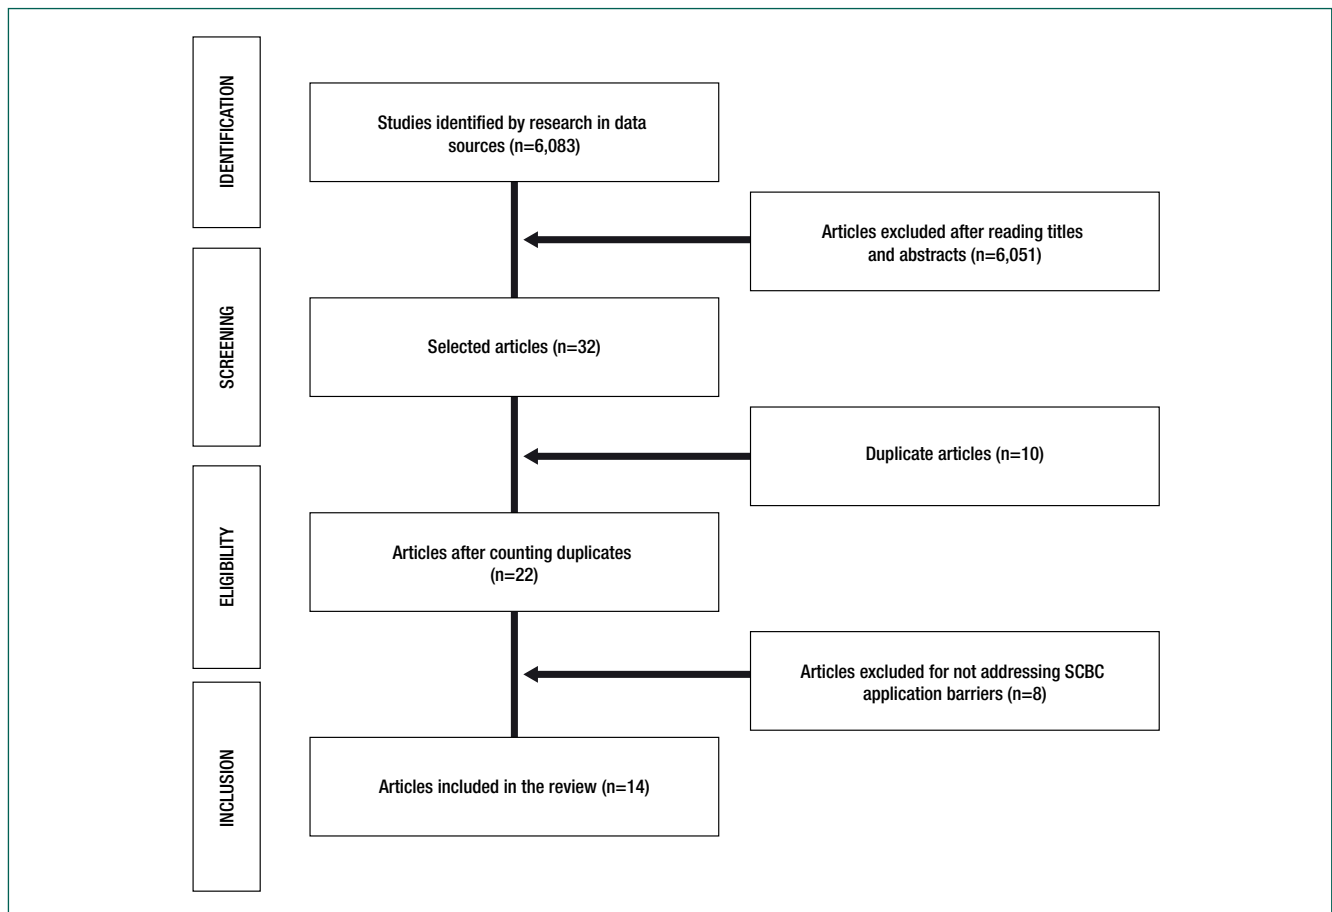 IDENTIFICATION
Studies identified by research in data
sources (n=6,083)
Articles excluded after reading titles
and abstracts (n=6,051)
SCREENING
Selected articles (n=32)
Duplicate articles (n=10)
ELIGIBILITY
Articles after counting duplicates
(n=22)
Articles excluded for not addressing SCBC
application barriers (n=8)
INCLUSION
Articles included in the review (n=14)